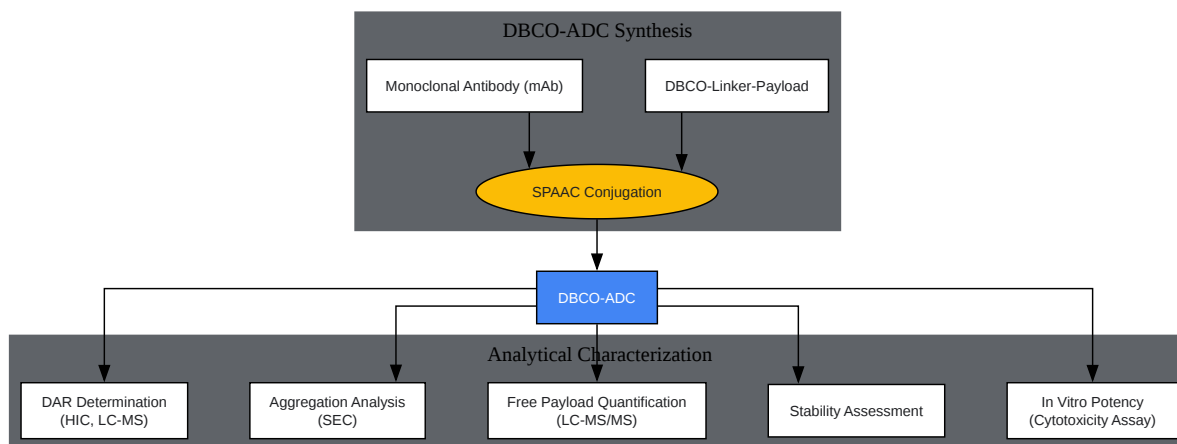 DBCO-ADC Synthesis
Monoclonal Antibody (mAb)
DBCO-Linker-Payload
SPAAC Conjugation
DBCO-ADC
Analytical Characterization
DAR Determination
(HIC, LC-MS)
Aggregation Analysis
(SEC)
Free Payload Quantification
(LC-MS/MS)
Stability Assessment
In Vitro Potency
(Cytotoxicity Assay)